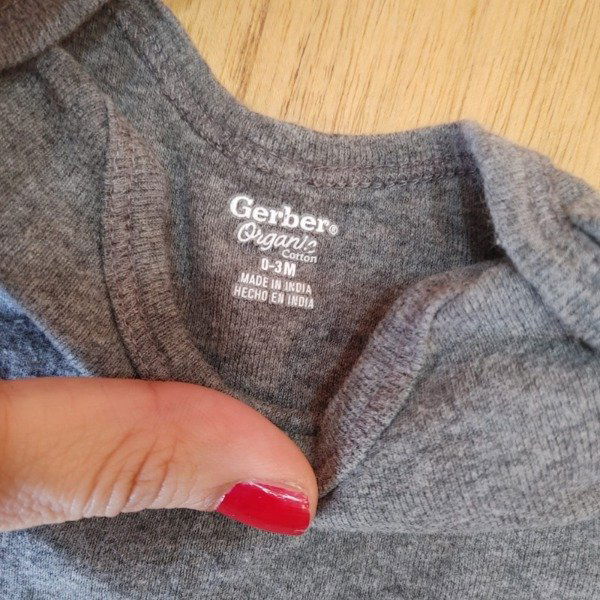 Gerber®
Organic
Cotton
0-3M
MADE IN INDIA
HECHO EN INDIA